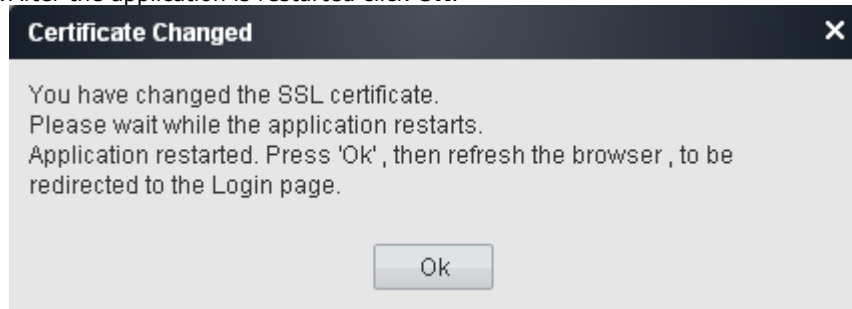 After the application is restarted click OK.
Certificate Changed
You have changed the SSL certificate.
Please wait while the application restarts.
Application restarted. Press 'Ok' , then refresh the browser , to be
redirected to the Login page.
Ok